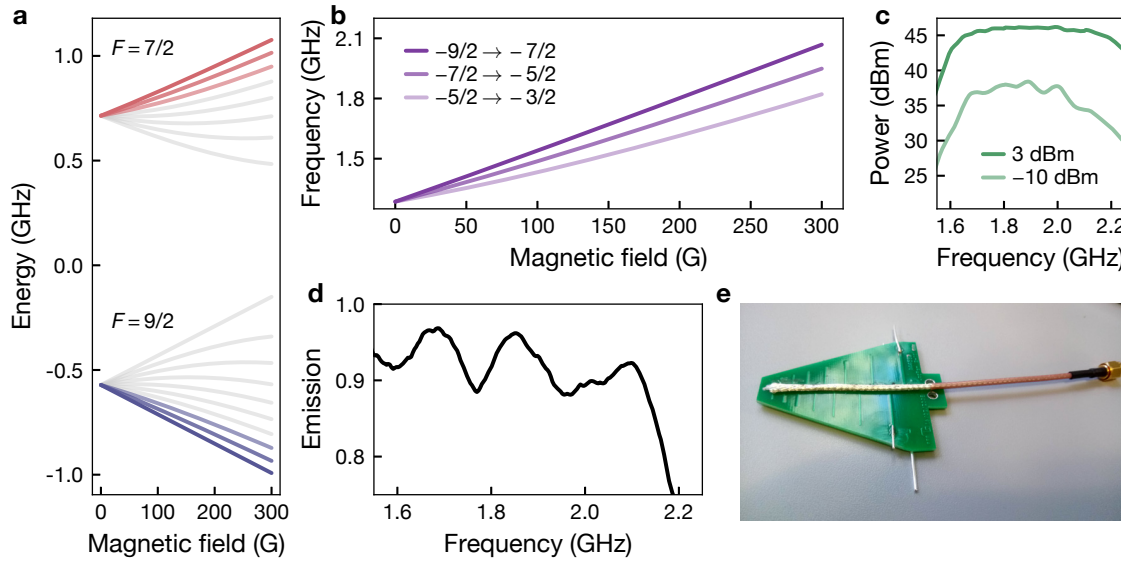 a
F = 7/2
F = 9/2
1.0
0.5
0.0
-0.5
-1.0
Energy (GHz)
0 100 200 300
Magnetic field (G)
b
−9/2 → − 7/2
−7/2 → − 5/2
−5/2 → − 3/2
2.1
1.8
1.5
Frequency (GHz)
0 50 100 150 200 250 300
Magnetic field (G)
c
45
40
35
30
25
Power (dBm)
3 dBm
−10 dBm
1.6 1.8 2.0 2.2
Frequency (GHz)
d
1.0
0.9
0.8
Emission
1.6 1.8 2.0 2.2
Frequency (GHz)
e